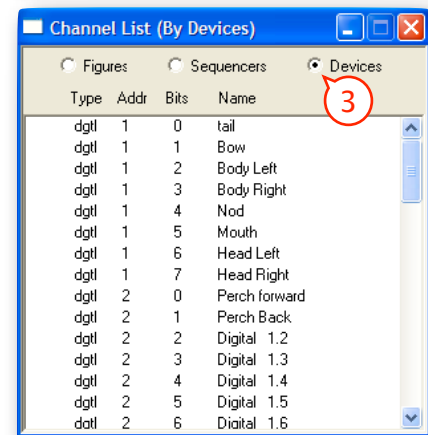 Channel List (By Devices)
Figures Sequencers Devices
Type Addr Bits Name
3
dgtl 1 0 tail
dgtl 1 1 Bow
dgtl 1 2 Body Left
dgtl 1 3 Body Right
dgtl 1 4 Nod
dgtl 1 5 Mouth
dgtl 1 6 Head Left
dgtl 1 7 Head Right
dgtl 2 0 Perch forward
dgtl 2 1 Perch Back
dgtl 2 2 Digital 1.2
dgtl 2 3 Digital 1.3
dgtl 2 4 Digital 1.4
dgtl 2 5 Digital 1.5
dgtl 2 6 Digital 1.6